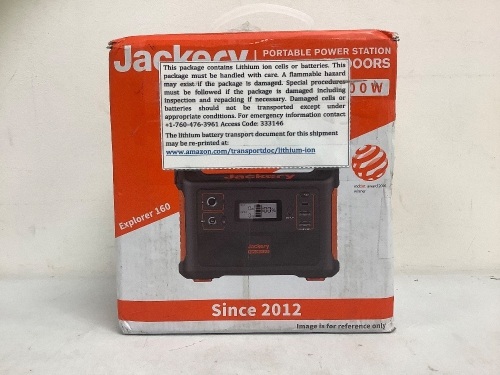 Jackery
PORTABLE POWER STATION
OORS
00W
This package contains Lithium ion cells or batteries. This
package must be handled with care. A flammable hazard
may exist if the package is damaged. Special procedures
must be followed if the package is damaged including
inspection and repacking if necessary. Damaged cells or
batteries should not be transported except under
appropriate conditions. For emergency information contact
+1-760-476-3961 Access Code: 333146
The lithium battery transport document for this shipment
may be re-printed at:
www.amazon.com/transportdoc/lithium-ion
Jackery
Explorer 160
Jackery
Since 2012
Image is for reference only